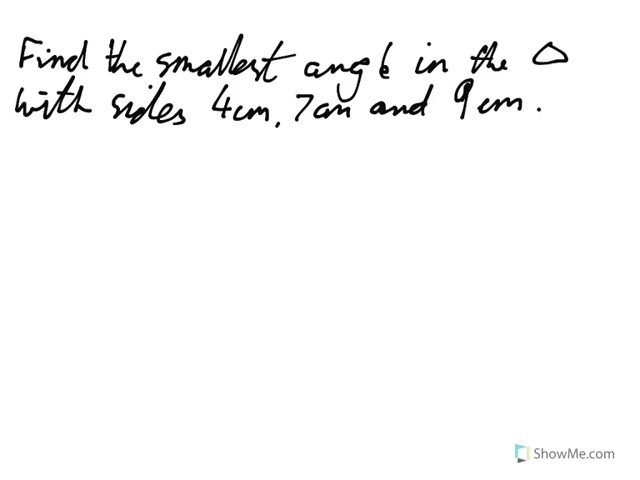 Find the smallest angle in the △
with sides 4cm, 7cm and 9cm.
ShowMe.com